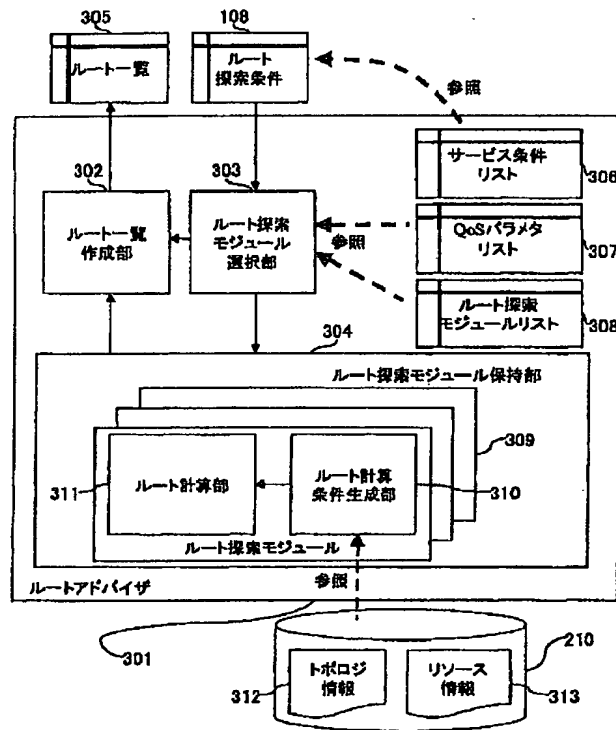 305
108
ルート一覧
ルート
探索条件
参照
302
303
サービス条件
リスト
306
ルート一覧
作成部
ルート探索
モジュール
選択部
参照
QoSパラメタ
リスト
307
ルート探索
モジュールリスト
308
304
ルート探索モジュール保持部
309
311
ルート計算部
ルート計算
条件生成部
310
ルート探索モジュール
参照
ルートアドバイザ
301
210
312
トポロジ
情報
リソース
情報
313